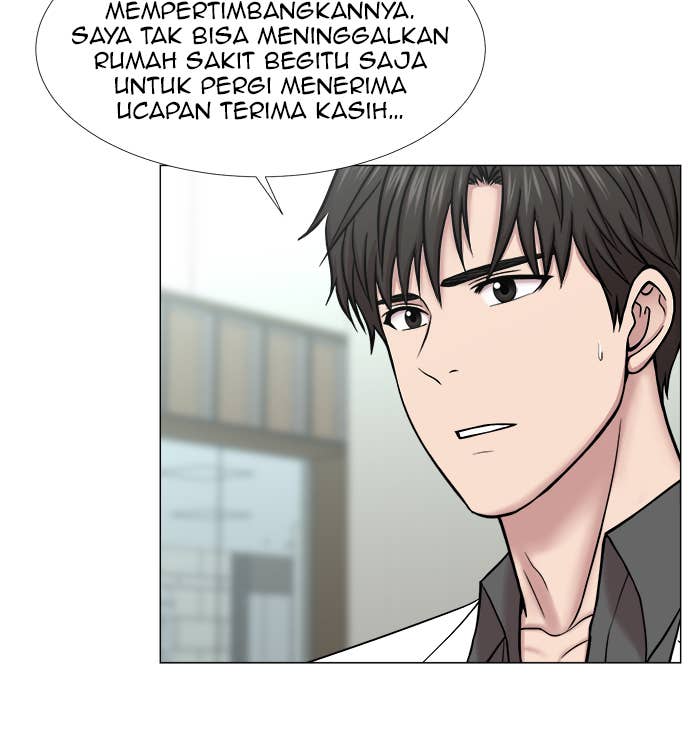 MEMPERTIMBANGKANNYA.
SAYA TAK BISA MENINGGALKAN
RUMAH SAKIT BEGITU SAJA
UNTUK PERGI MENERIMA
UCAPAN TERIMA KASIH...